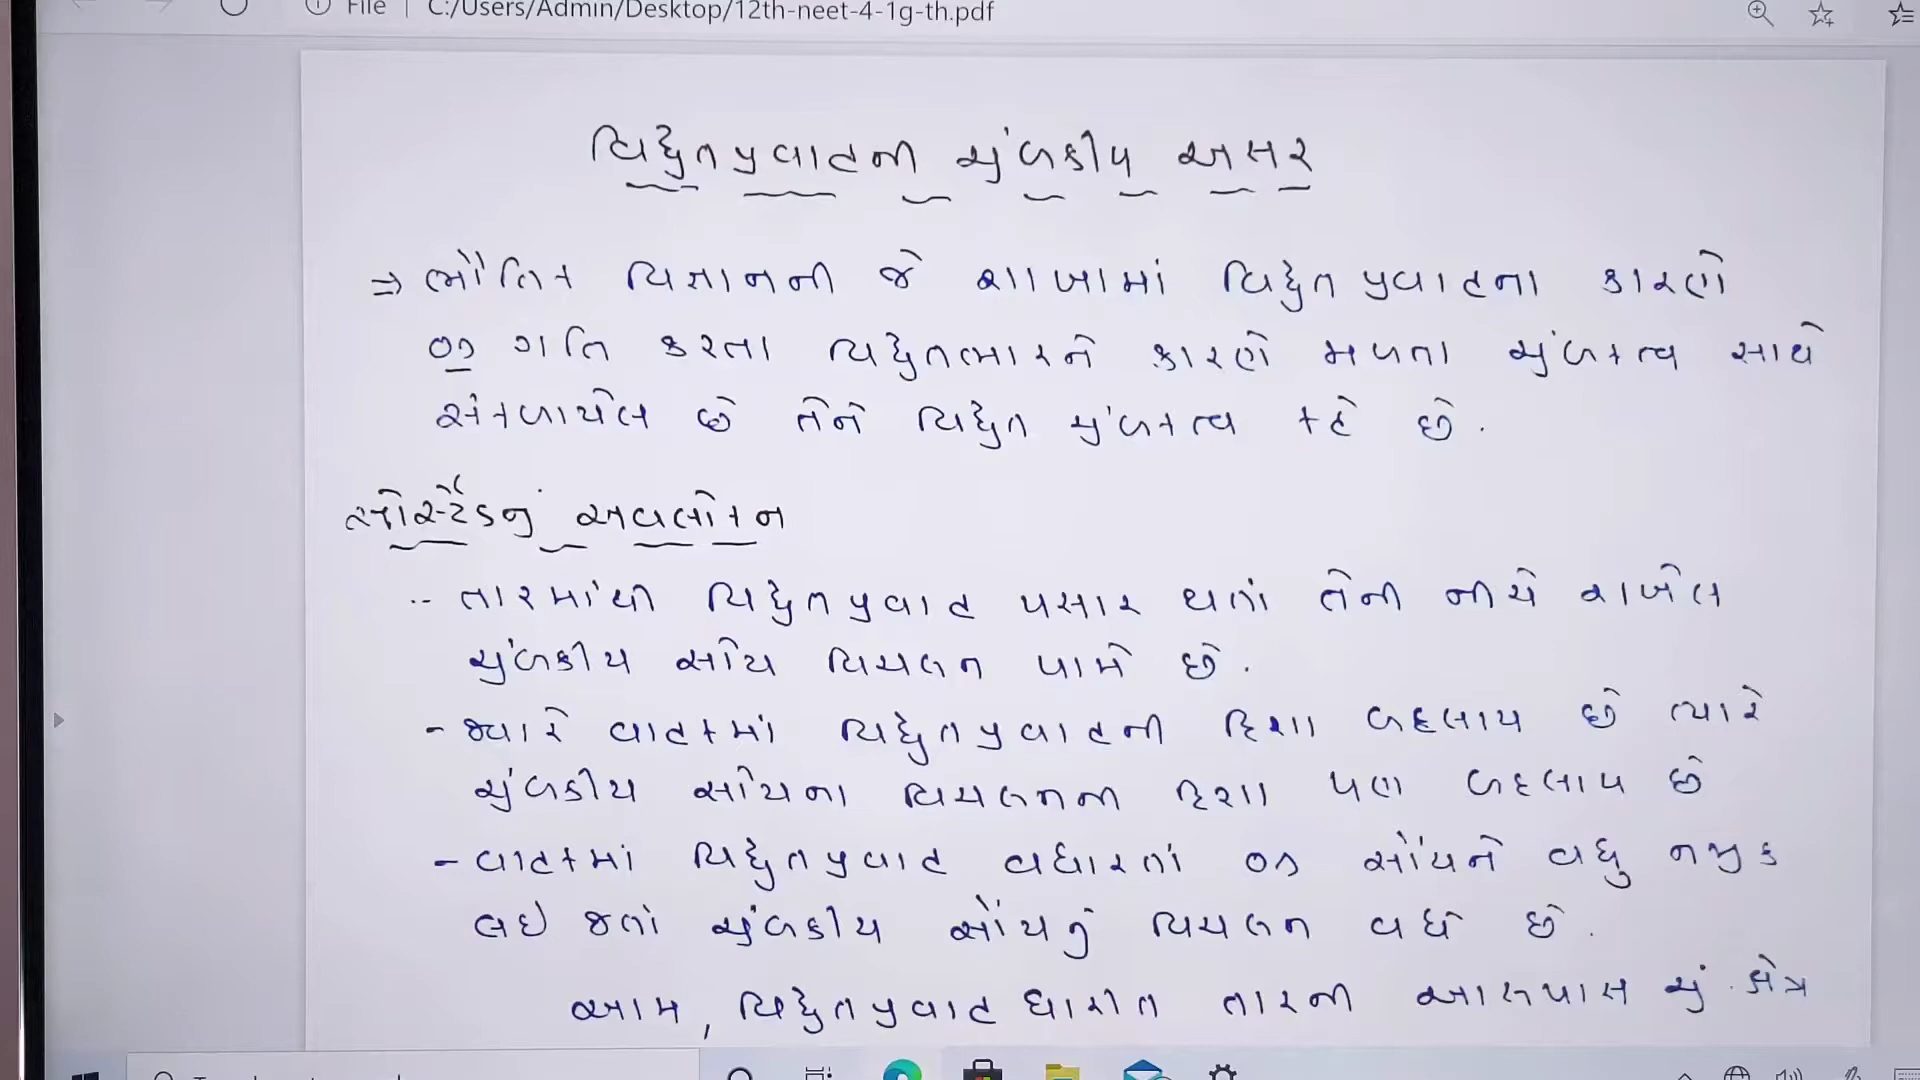 File | C:/Users/Admin/Desktop/12th-neet-4-1g-th.pdf
વિદ્યુતપ્રવાહની ચુંબકીય અસર
⇒ ભૌતિક વિજ્ઞાનની જે શાખામાં વિદ્યુતપ્રવાહના કારણે
જ ગતિ કરતા વિદ્યુતભારને કારણે મળતા ચુંબકત્વ સાથે
સંકળાયેલ છે તેને વિદ્યુત ચુંબકત્વ કહે છે.
ઓર્સ્ટેડનું અવલોકન
- તારમાંથી વિદ્યુતપ્રવાહ પસાર થતાં તેની નીચે રાખેલ
ચુંબકીય સોય વિચલન પામે છે.
- જ્યારે વાહકમાં વિદ્યુતપ્રવાહની દિશા બદલાય છે ત્યારે
ચુંબકીય સોયના વિચલનની દિશા પણ બદલાય છે
- વાહકમાં વિદ્યુતપ્રવાહ વધારતાં જ સોયને વધુ નજીક
લઇ જતાં ચુંબકીય સોયનું વિચલન વધે છે.
આમ, વિદ્યુતપ્રવાહ ધારીત તારની આસપાસ ચું. ક્ષેત્ર